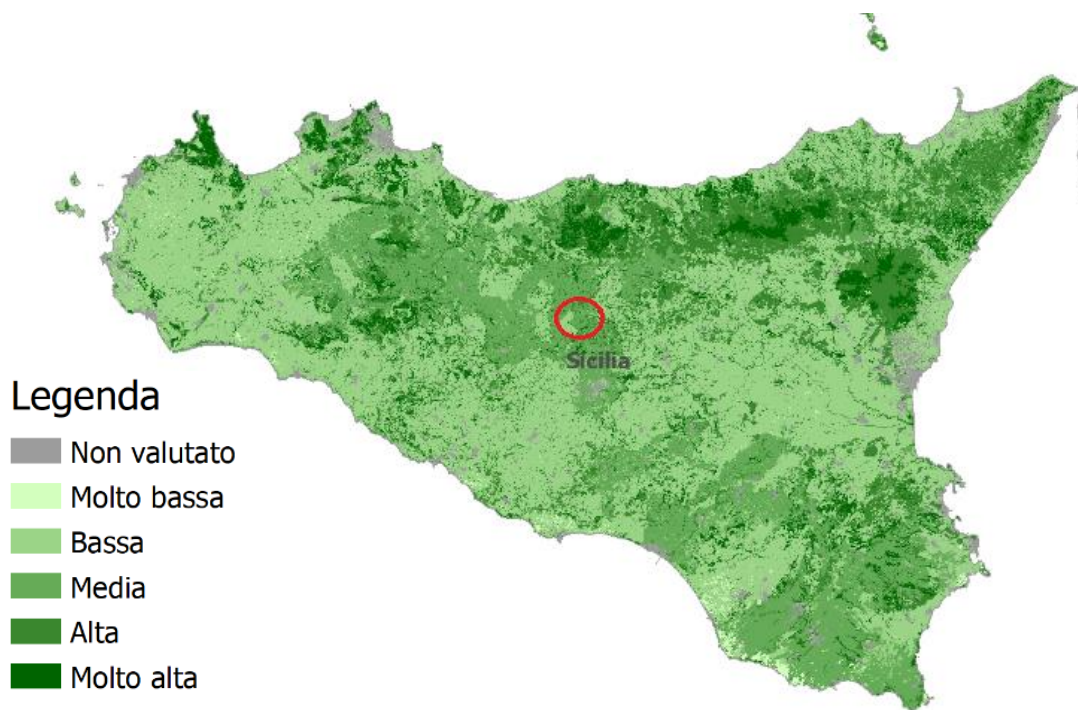 Sicilia
Legenda
Non valutato
Molto bassa
Bassa
Media
Alta
Molto alta